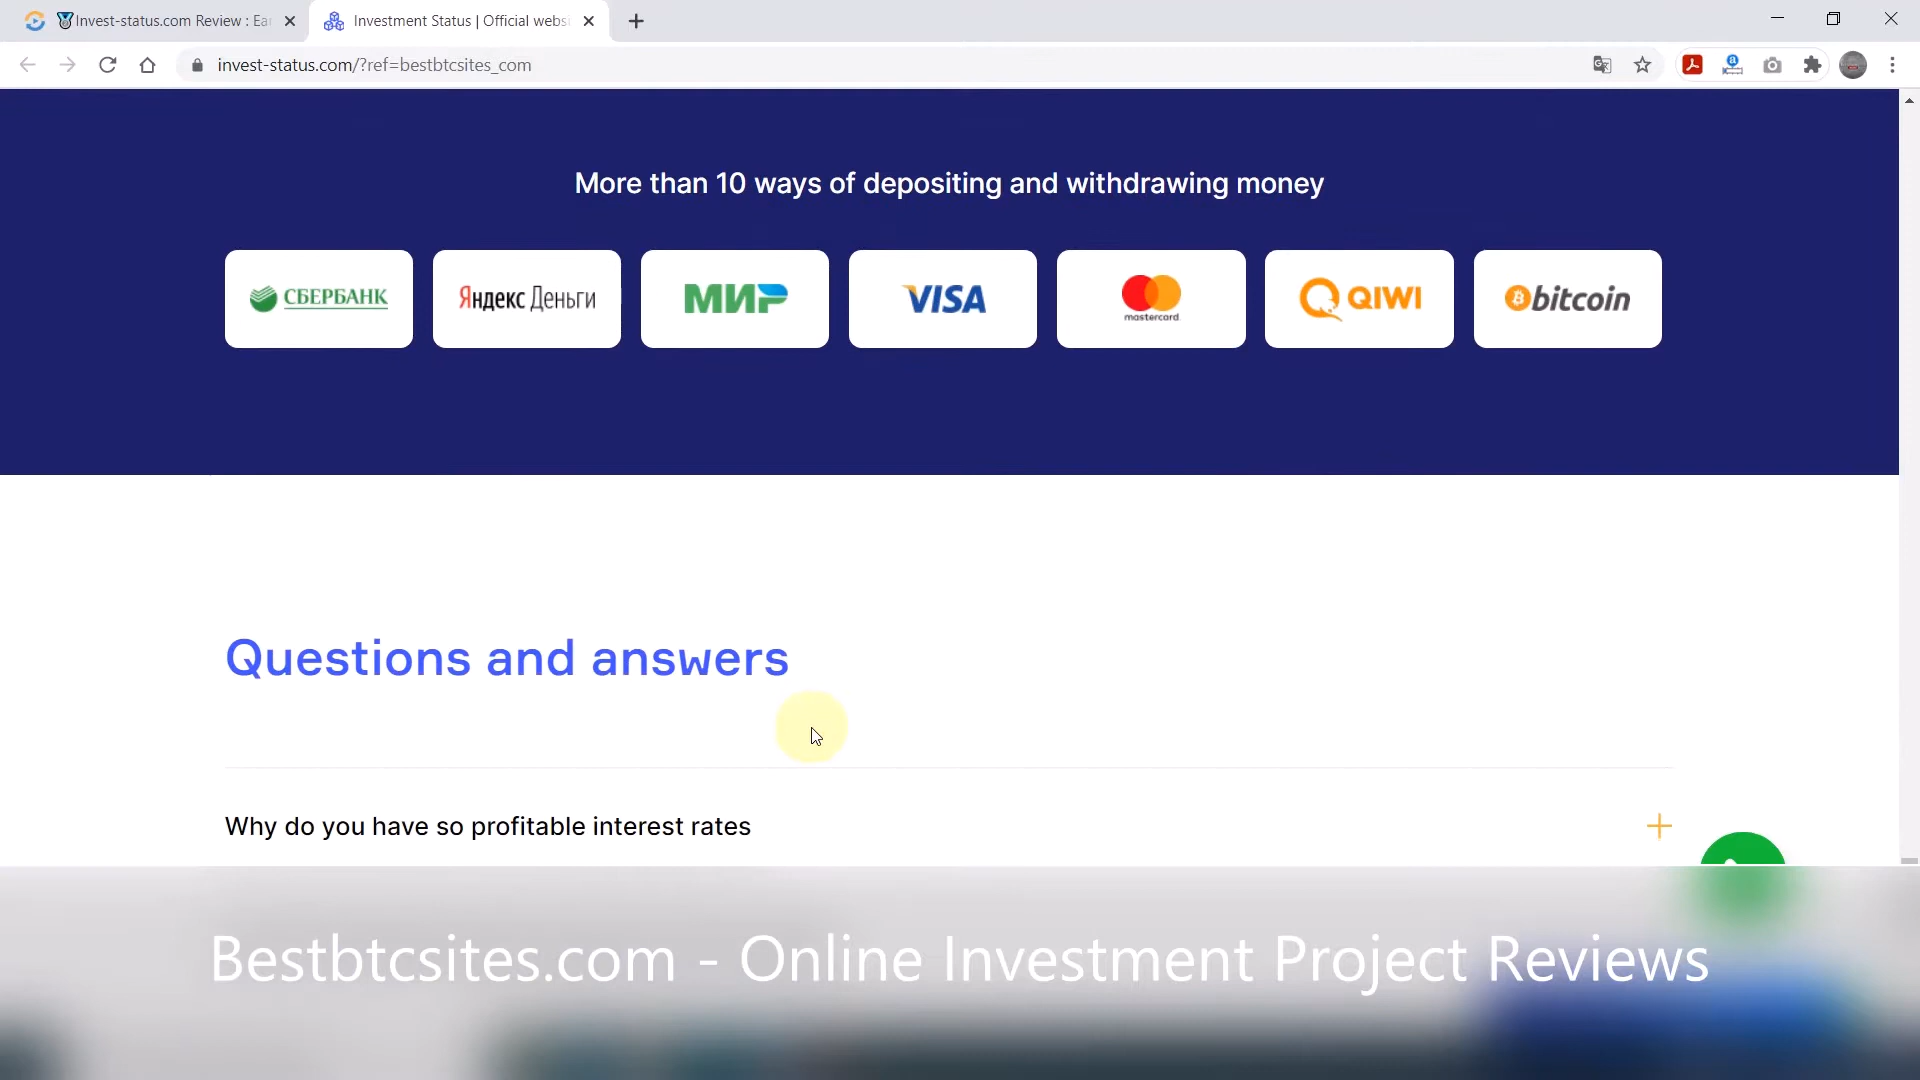 Invest-status.com Review : Ea
Investment Status | Official webs
invest-status.com/?ref=bestbtcsites_com
More than 10 ways of depositing and withdrawing money
СБЕРБАНК
Яндекс Деньги
МИР
VISA
mastercard.
QIWI
bitcoin
Questions and answers
Why do you have so profitable interest rates
Bestbtcsites.com - Online Investment Project Reviews